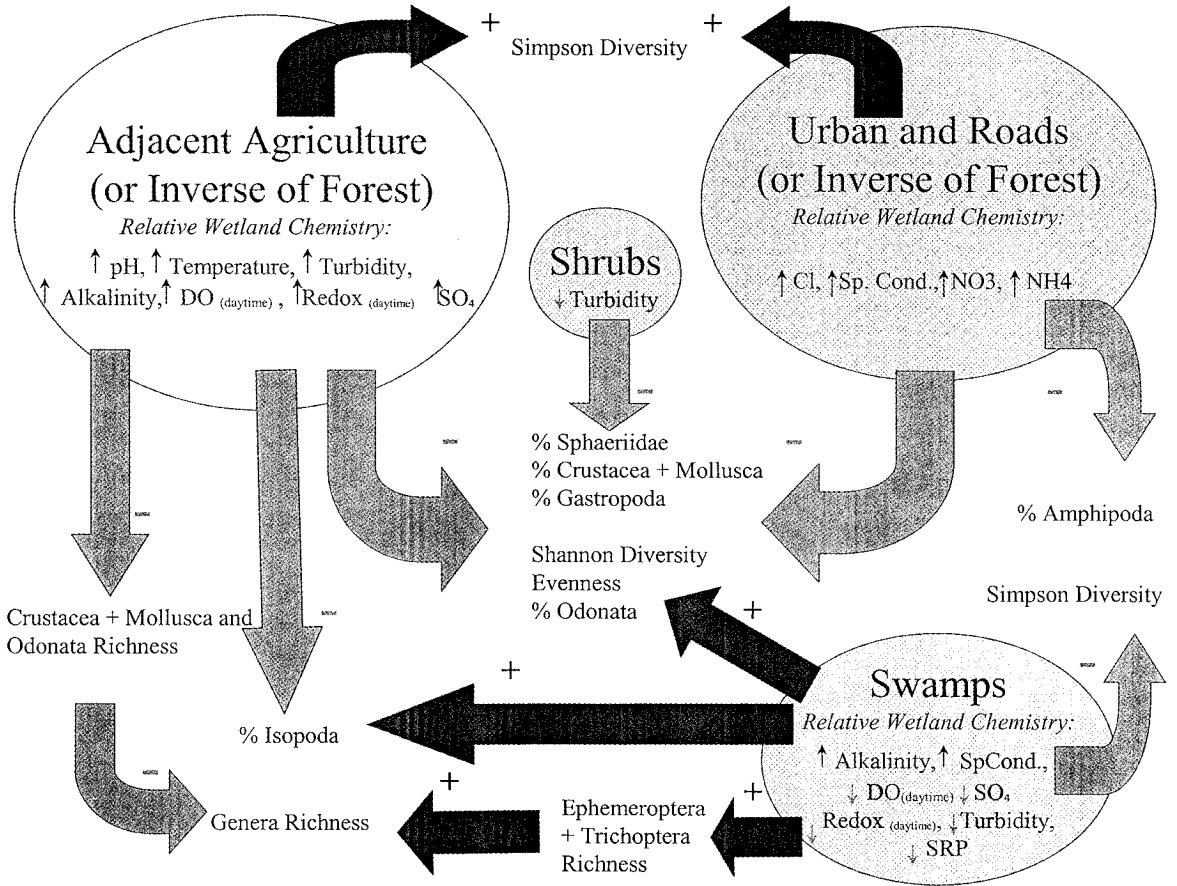 + Simpson Diversity +
Adjacent Agriculture
(or Inverse of Forest)
Relative Wetland Chemistry:
↑ pH, ↑ Temperature, ↑ Turbidity,
↑ Alkalinity, ↑ DO (daytime) , ↑Redox (daytime) ↑SO₄
Urban and Roads
(or Inverse of Forest)
Relative Wetland Chemistry:
↑ Cl, ↑Sp. Cond.,↑NO3, ↑ NH4
Shrubs
↓ Turbidity
-
-
-
-
% Sphaeriidae
% Crustacea + Mollusca
% Gastropoda
Shannon Diversity
Evenness
% Odonata
% Amphipoda
Simpson Diversity
-
Crustacea + Mollusca and
Odonata Richness
-
+
-
+
% Isopoda
Swamps
Relative Wetland Chemistry:
↑ Alkalinity, ↑ SpCond.,
↓ DO(daytime) ↓ SO₄
↓ Redox (daytime), ↓Turbidity,
↓ SRP
-
+
+
Genera Richness
Ephemeroptera
+ Trichoptera
Richness